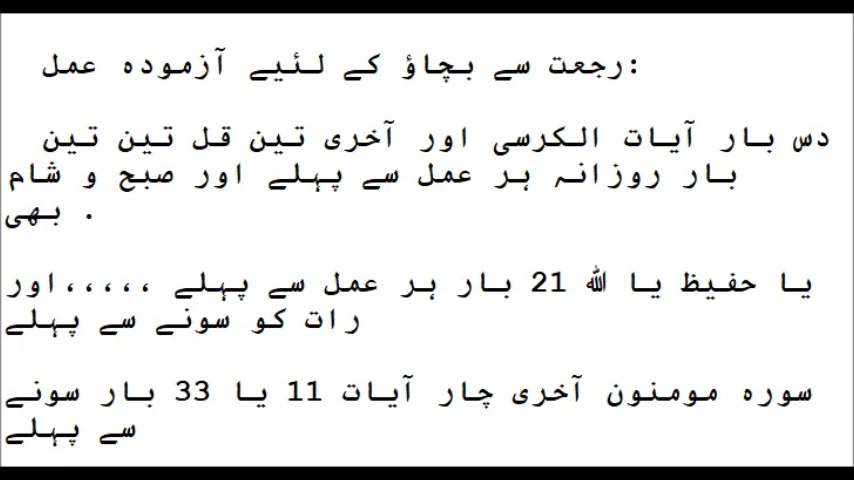 رجعت سے بچاؤ کے لئیے آزمودہ عمل:
دس بار آیات الکرسی اور آخری تین قل تین تین
بار روزانہ ہر عمل سے پہلے اور صبح و شام
بھی .
یا حفیظ یا اللہ 21 بار ہر عمل سے پہلے ،،،،،اور
رات کو سونے سے پہلے
سورہ مومنون آخری چار آیات 11 یا 33 بار سونے
سے پہلے